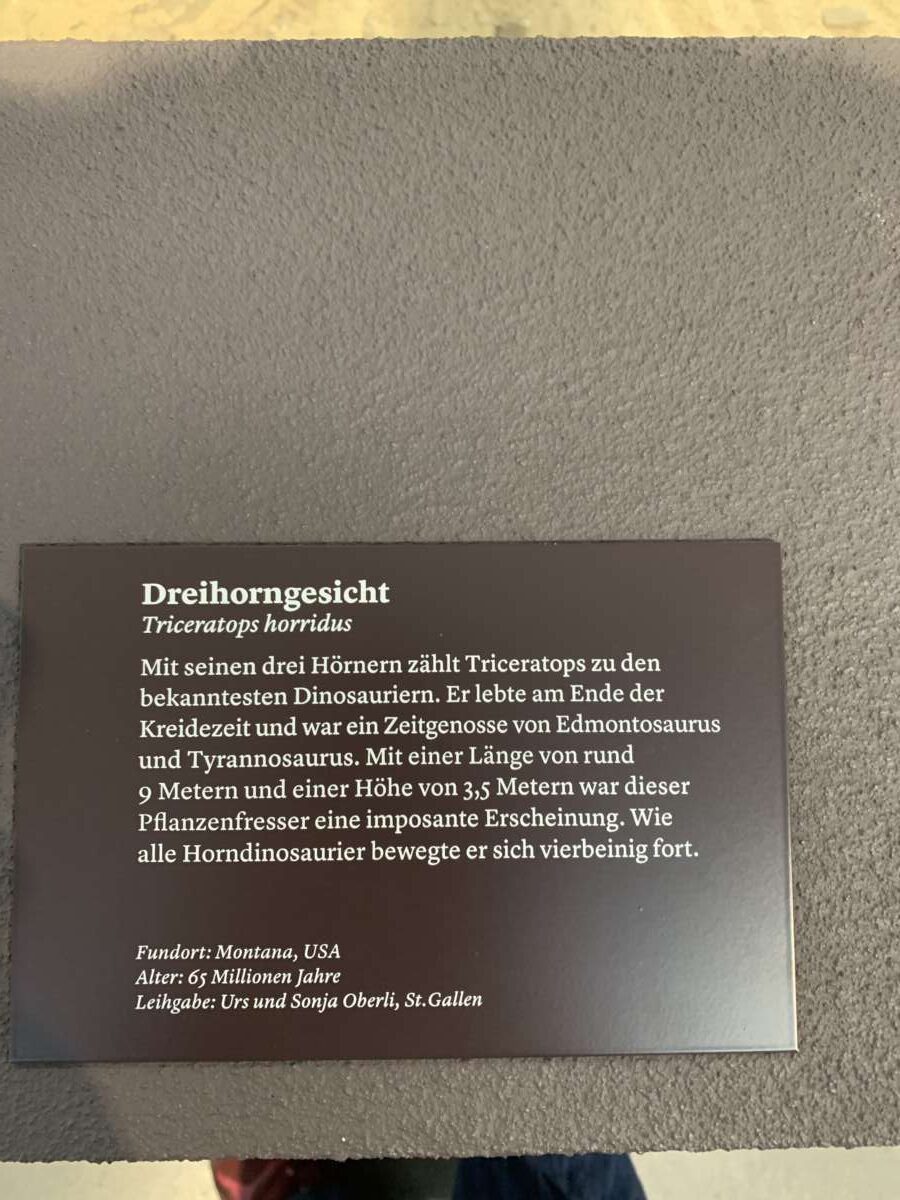 Dreihorngesicht
Triceratops horridus
Mit seinen drei Hörnern zählt Triceratops zu den
bekanntesten Dinosauriern. Er lebte am Ende der
Kreidezeit und war ein Zeitgenosse von Edmontosaurus
und Tyrannosaurus. Mit einer Länge von rund
9 Metern und einer Höhe von 3,5 Metern war dieser
Pflanzenfresser eine imposante Erscheinung. Wie
alle Horndinosaurier bewegte er sich vierbeinig fort.
Fundort: Montana, USA
Alter: 65 Millionen Jahre
Leihgabe: Urs und Sonja Oberli, St.Gallen